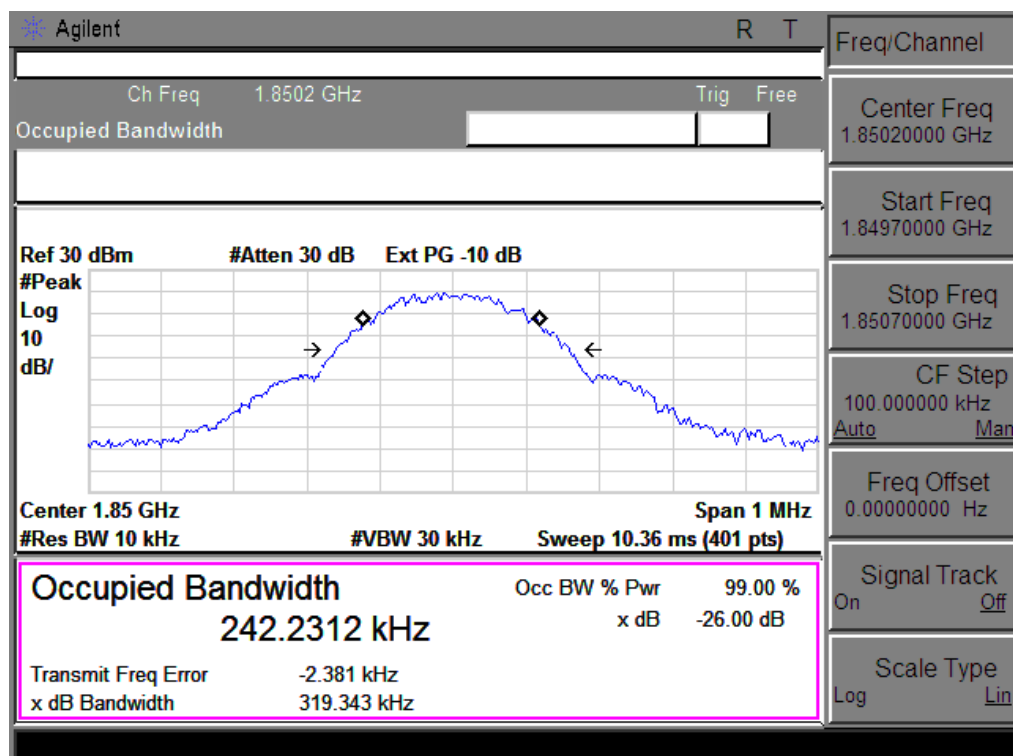 Agilent R T
Ch Freq 1.8502 GHz Trig Free
Occupied Bandwidth
Ref 30 dBm #Atten 30 dB Ext PG -10 dB
#Peak
Log
10
dB/
Center 1.85 GHz Span 1 MHz
#Res BW 10 kHz #VBW 30 kHz Sweep 10.36 ms (401 pts)
Occupied Bandwidth Occ BW % Pwr 99.00 %
242.2312 kHz x dB -26.00 dB
Transmit Freq Error -2.381 kHz
x dB Bandwidth 319.343 kHz
Freq/Channel
Center Freq
1.85020000 GHz
Start Freq
1.84970000 GHz
Stop Freq
1.85070000 GHz
CF Step
100.000000 kHz
Auto Man
Freq Offset
0.00000000 Hz
Signal Track
On Off
Scale Type
Log Lin